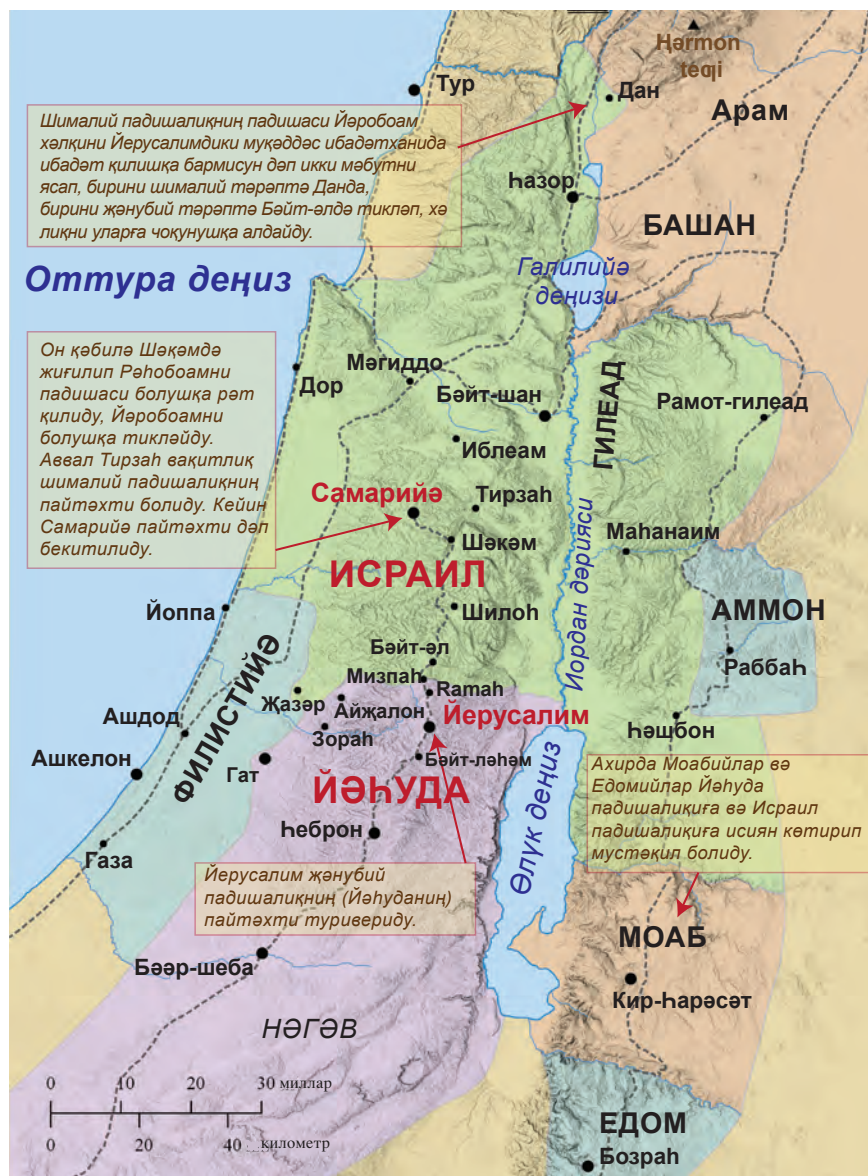 Ⱨərmon
teqi
Тур
Дан
Арам
Шималий падишалиқниң падишаси Йәробоам
хәлқини Йерусалимдики муқәддәс ибадәтханида
ибадәт қилишқа бармисун дәп икки мәбутни
ясап, бирини шималий тәрәптә Данда,
бирини җәнубий тәрәптә Бәйт-әлдә тикләп, хә
лиқни уларға чоқунушқа алдайду.
Һазор
БАШАН
Оттура деңиз
Галилийә
деңизи
Он қәбилә Шәкәмдә
жиғилип Рәһобоамни
падишаси болушқа рәт
қилиду, Йәробоамни
болушқа тикләйду.
Аввал Тирзаһ вақитлиқ
шималий падишалиқниң
пайтәхти болиду. Кейин
Самарийә пайтәхти дәп
бекитилиду.
Мәгиддо
Дор
Бәйт-шан
ГИЛЕАД
Рамот-гилеад
Иблеам
Самарийә
Тирзаһ
Шәкәм
Маһанаим
ИСРАИЛ
Иордан дәрияси
Йоппа
Шилоһ
АММОН
Раббаһ
Бәйт-әл
Мизпаһ
Ramah
ФИЛИСТИЙӘ
Җазәр
Айҗалон
Йерусалим
Һәшбон
Ашдод
Зораһ
Ашкелон
Гат
Бәйт-ләһәм
ЙӘҺУДА
Өлүк деңиз
Ахирда Моабийлар вә
Едомийлар Йәһуда
падишалиқиға вә Исраил
падишалиқиға исиян көтирип
мустәқил болиду.
Һеброн
Газа
Йерусалим җәнубий
падишалиқниң (Йәһуданиң)
пайтәхти туривериду.
МОАБ
Бәәр-шеба
Кир-Һарәсәт
НӘГӘВ
0 10 20 30 миллар
0 20 40 километр
ЕДОМ
Бозраһ